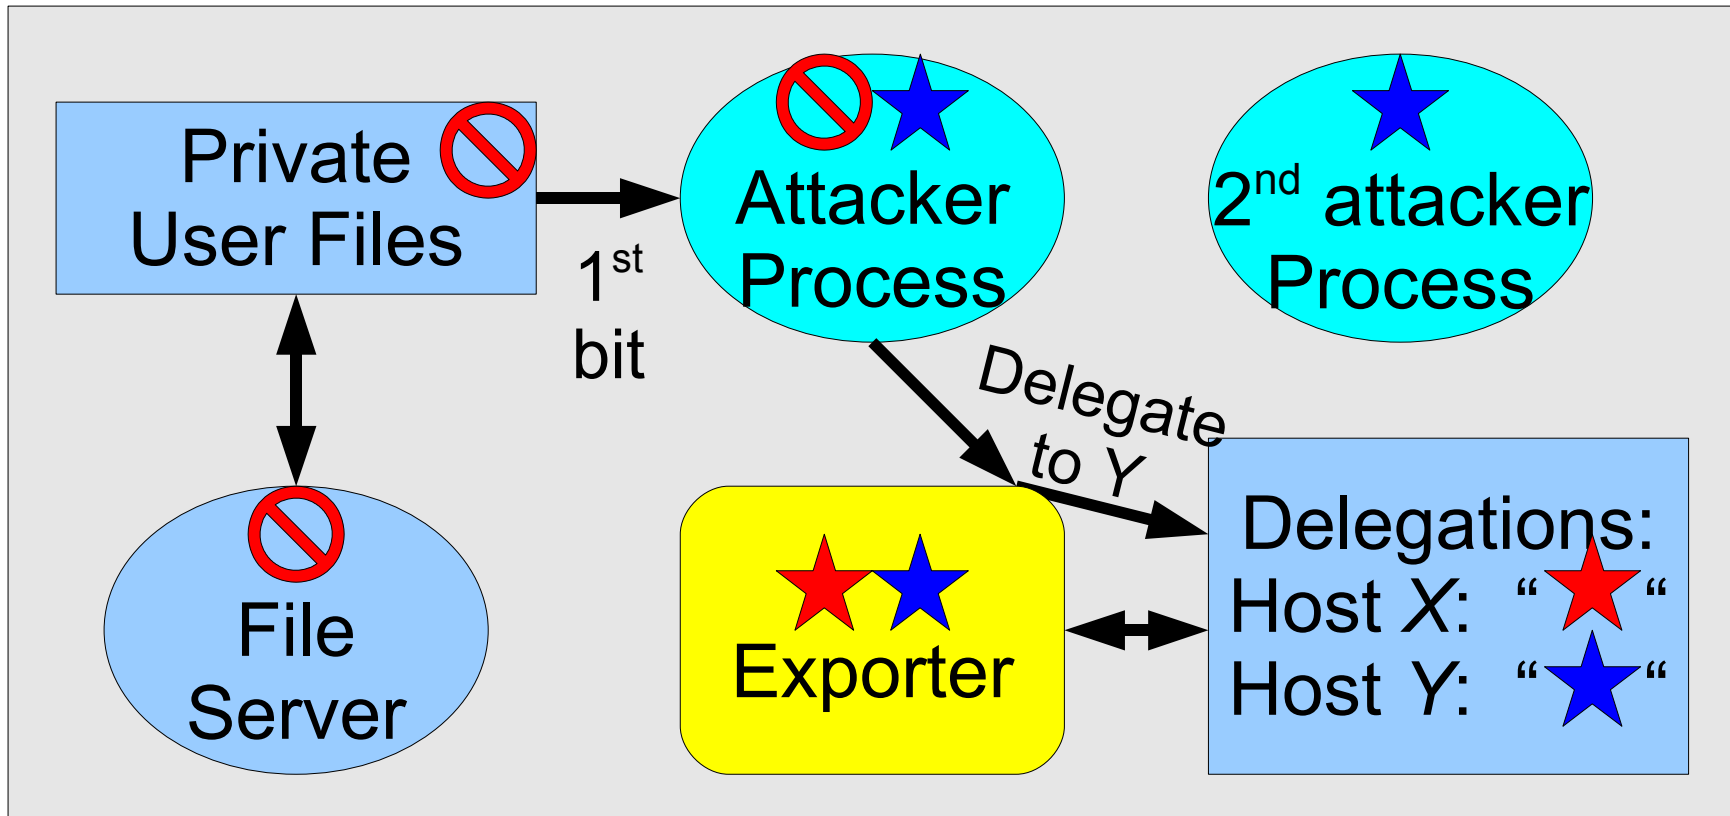 Private
User Files
1st
bit
Attacker
Process
2nd attacker
Process
Delegate
to Y
File
Server
Exporter
Delegations:
Host X: “ “
Host Y: “ “